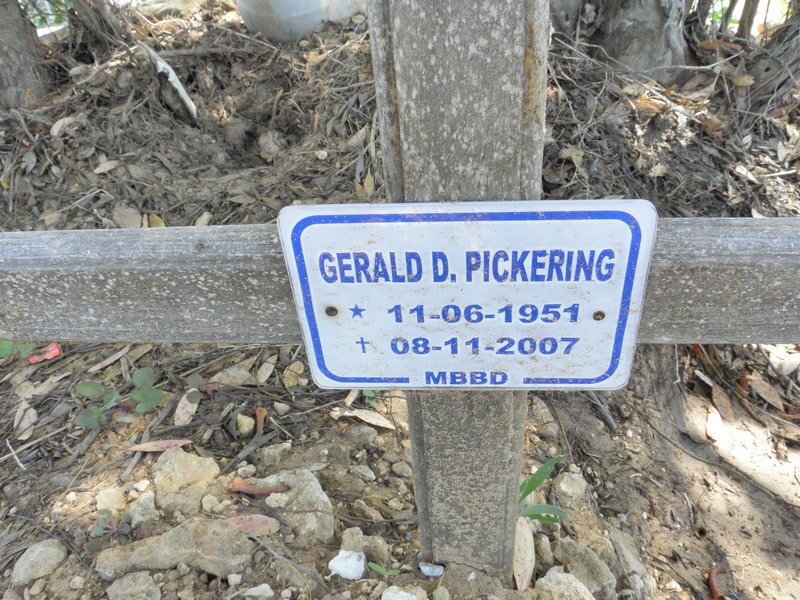 GERALD D. PICKERING
★ 11-06-1951
✝ 08-11-2007
MBBD